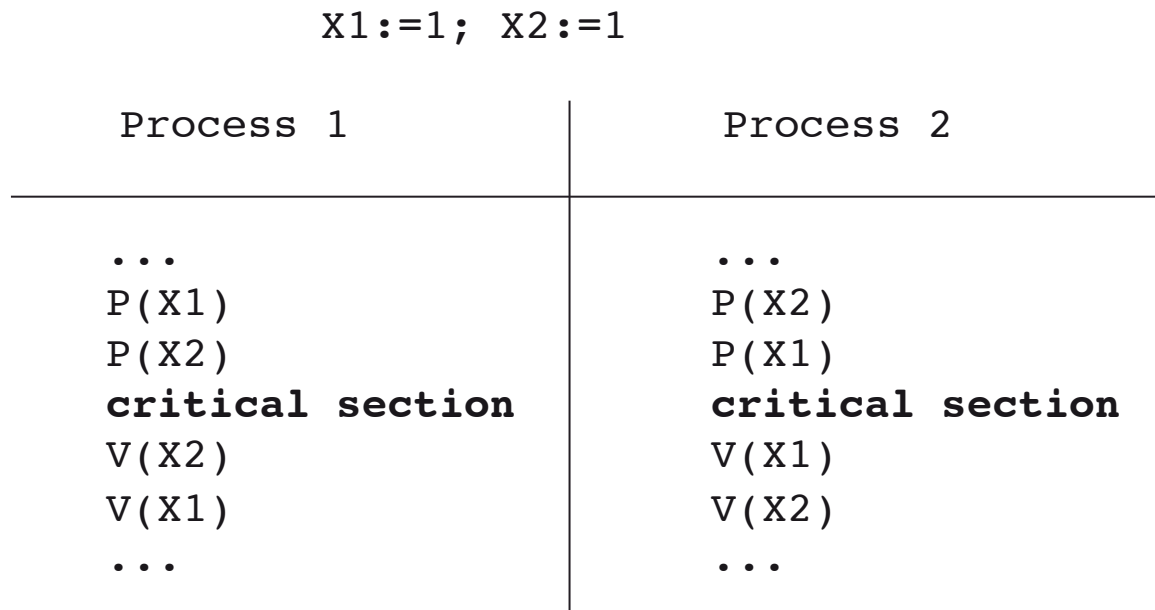 X1:=1; X2:=1
Process 1 Process 2
... ...
P(X1) P(X2)
P(X2) P(X1)
critical section critical section
V(X2) V(X1)
V(X1) V(X2)
... ...